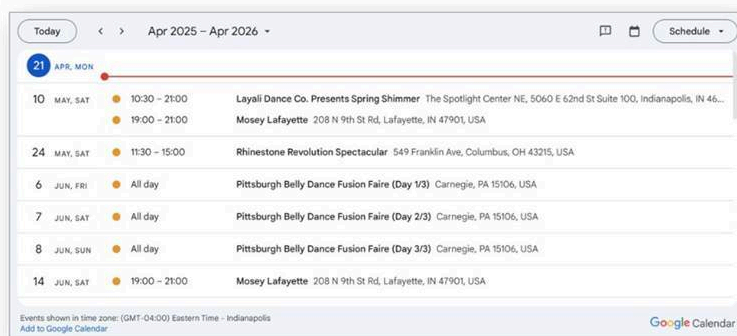 Today < > Apr 2025 – Apr 2026 Schedule
21 APR, MON
10 MAY, SAT 10:30 – 21:00 Layali Dance Co. Presents Spring Shimmer The Spotlight Center NE, 5060 E 62nd St Suite 100, Indianapolis, IN 46...
19:00 – 21:00 Mosey Lafayette 208 N 9th St Rd, Lafayette, IN 47901, USA
24 MAY, SAT 11:30 – 15:00 Rhinestone Revolution Spectacular 549 Franklin Ave, Columbus, OH 43215, USA
6 JUN, FRI All day Pittsburgh Belly Dance Fusion Faire (Day 1/3) Carnegie, PA 15106, USA
7 JUN, SAT All day Pittsburgh Belly Dance Fusion Faire (Day 2/3) Carnegie, PA 15106, USA
8 JUN, SUN All day Pittsburgh Belly Dance Fusion Faire (Day 3/3) Carnegie, PA 15106, USA
14 JUN, SAT 19:00 – 21:00 Mosey Lafayette 208 N 9th St Rd, Lafayette, IN 47901, USA
Events shown in time zone: (GMT-04:00) Eastern Time - Indianapolis
Add to Google Calendar
Google Calendar